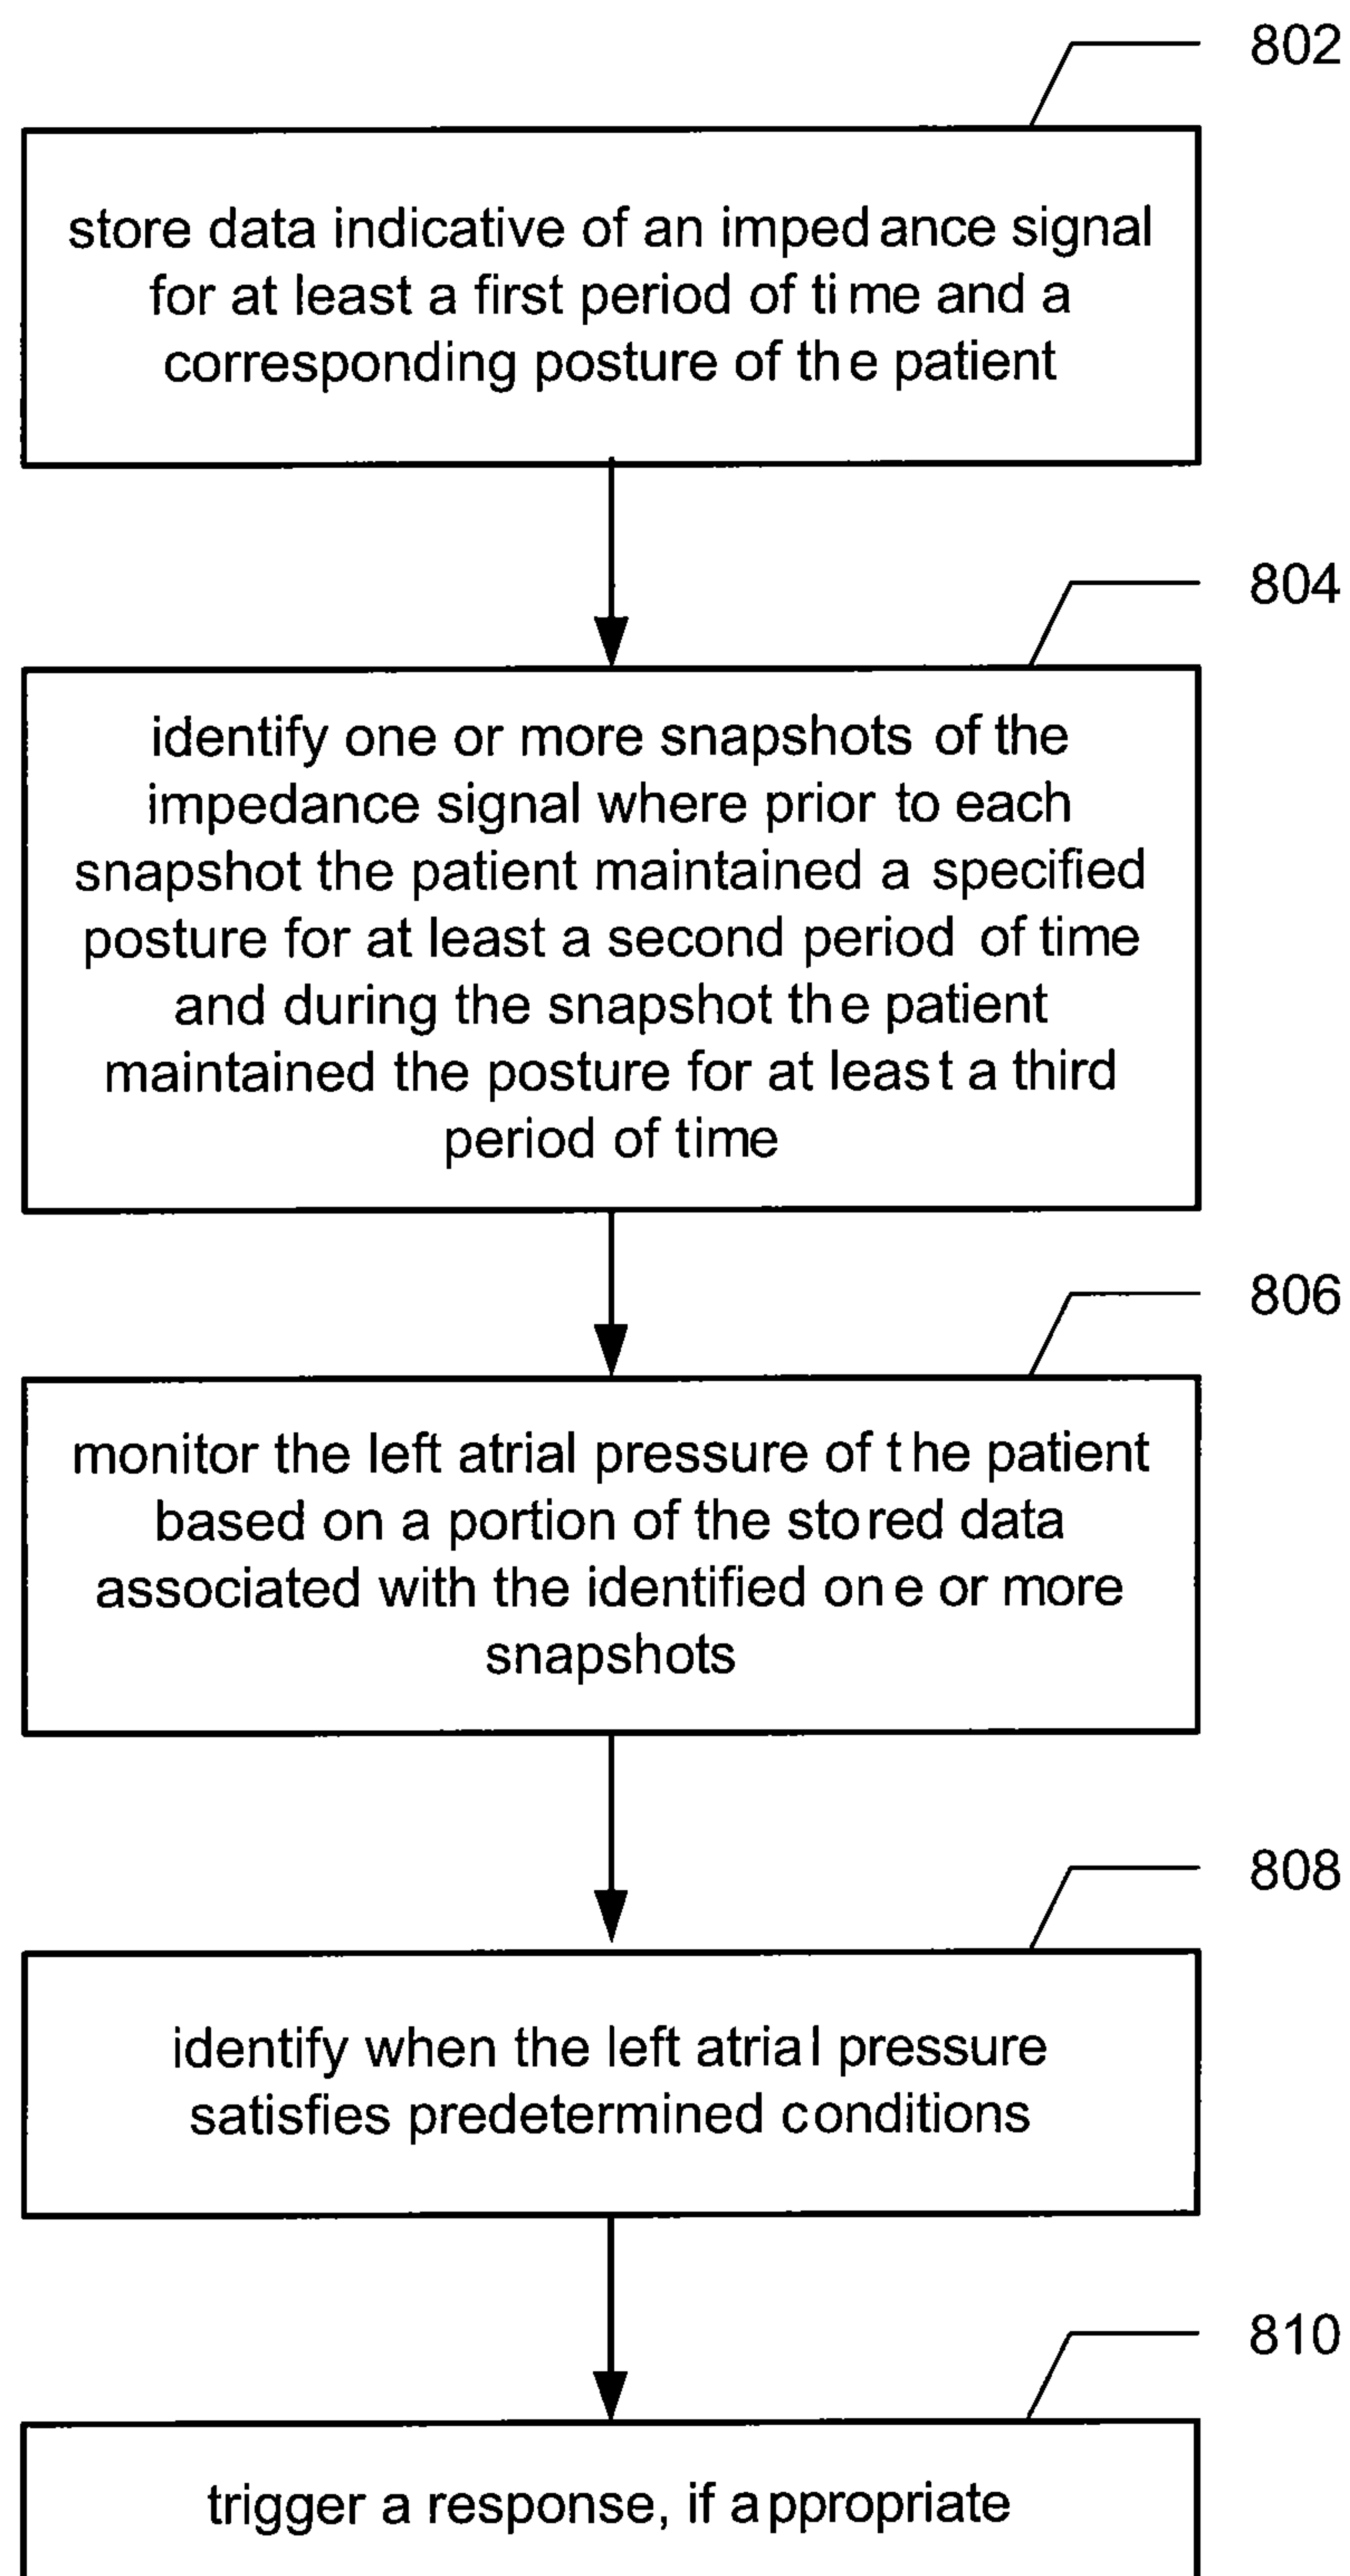 802
store data indicative of an impedance signal
for at least a first period of time and a
corresponding posture of the patient
804
identify one or more snapshots of the
impedance signal where prior to each
snapshot the patient maintained a specified
posture for at least a second period of time
and during the snapshot the patient
maintained the posture for at least a third
period of time
806
monitor the left atrial pressure of the patient
based on a portion of the stored data
associated with the identified one or more
snapshots
808
identify when the left atrial pressure
satisfies predetermined conditions
810
trigger a response, if appropriate